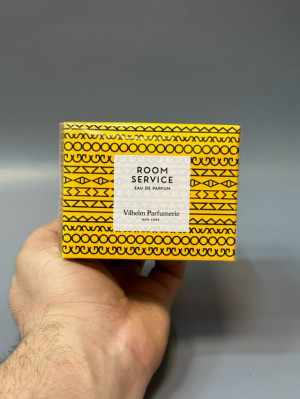 ROOM
SERVICE
EAU DE PARFUM
Vilhelm Parfumerie
NEW YORK